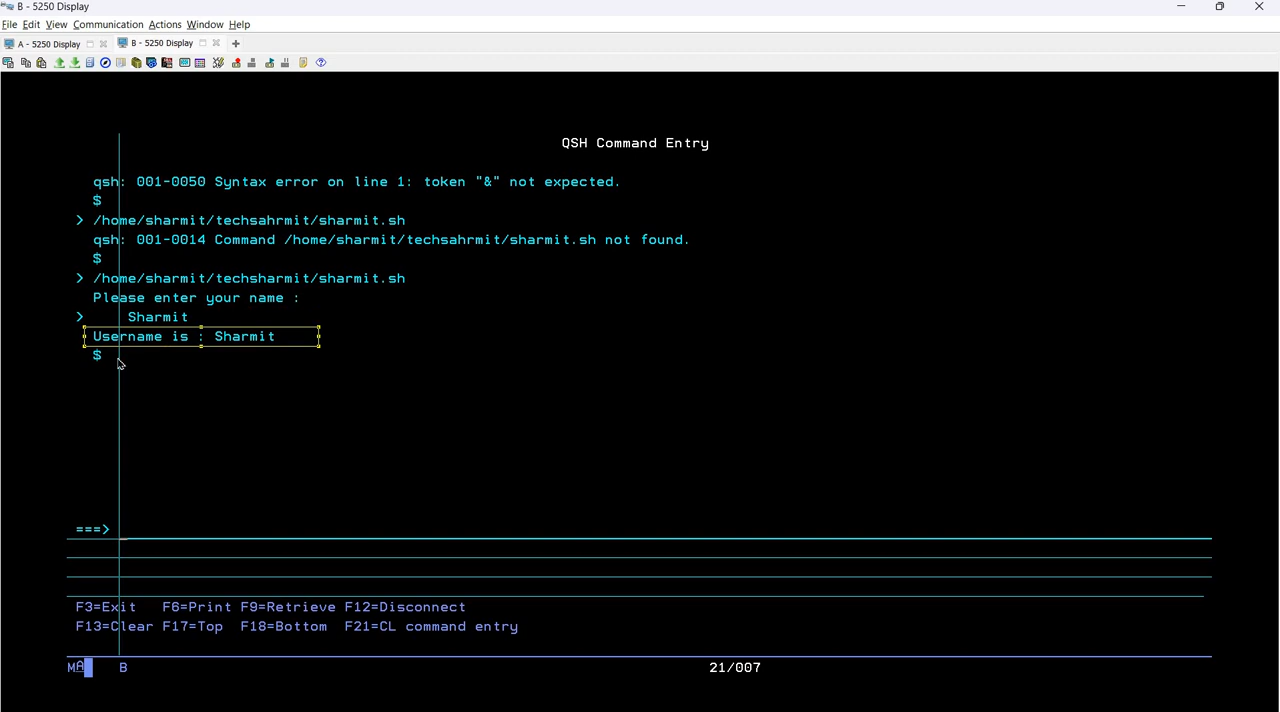 B - 5250 Display
File Edit View Communication Actions Window Help
A - 5250 Display B - 5250 Display
QSH Command Entry
qsh: 001-0050 Syntax error on line 1: token "&" not expected.
$
> /home/sharmit/techsahrmit/sharmit.sh
qsh: 001-0014 Command /home/sharmit/techsahrmit/sharmit.sh not found.
$
> /home/sharmit/techsharmit/sharmit.sh
Please enter your name :
> Sharmit
Username is : Sharmit
$
===>
F3=Exit F6=Print F9=Retrieve F12=Disconnect
F13=Clear F17=Top F18=Bottom F21=CL command entry
MA B 21/007